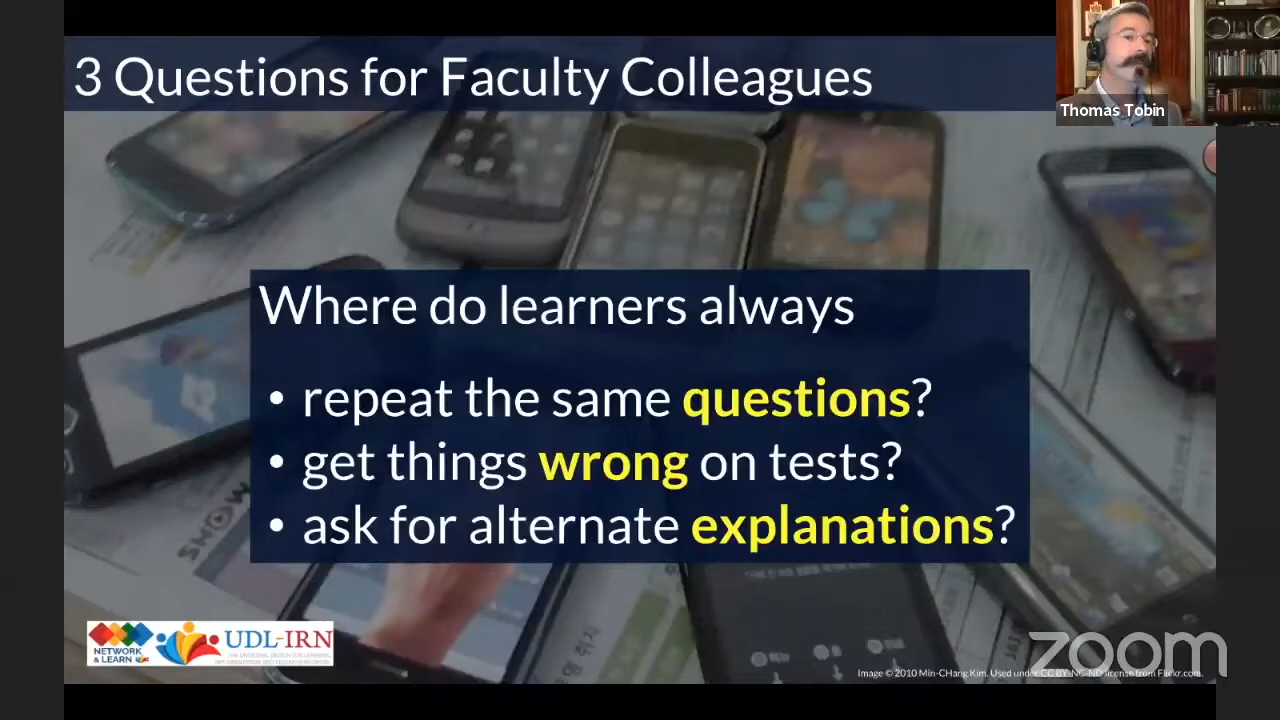 3 Questions for Faculty Colleagues
Thomas Tobin
Where do learners always
• repeat the same questions?
• get things wrong on tests?
• ask for alternate explanations?
SHOW
NETWORK
& LEARN
UDL-IRN
Image © 2010 Min-CHang Kim. Used under CC BY-NC-ND license from Flickr.com.
zoom